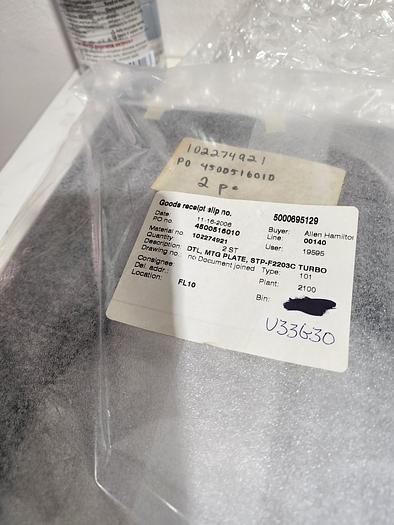 102274921
PO 4500516010
2 pc
Goods receipt slip no. 5000695129
Date: 11-16-2006 Buyer: Allen Hamilton
PO no. 4500516010 Line 00140
Material no 102274921 User: 19595
Quantity 2 ST
Description: DTL, MTG PLATE, STP-F2203C TURBO
Drawing: no Document joined Type: 101
Consignee: Plant: 2100
Del. addr.:
Location: FL10 Bin:
U33G30